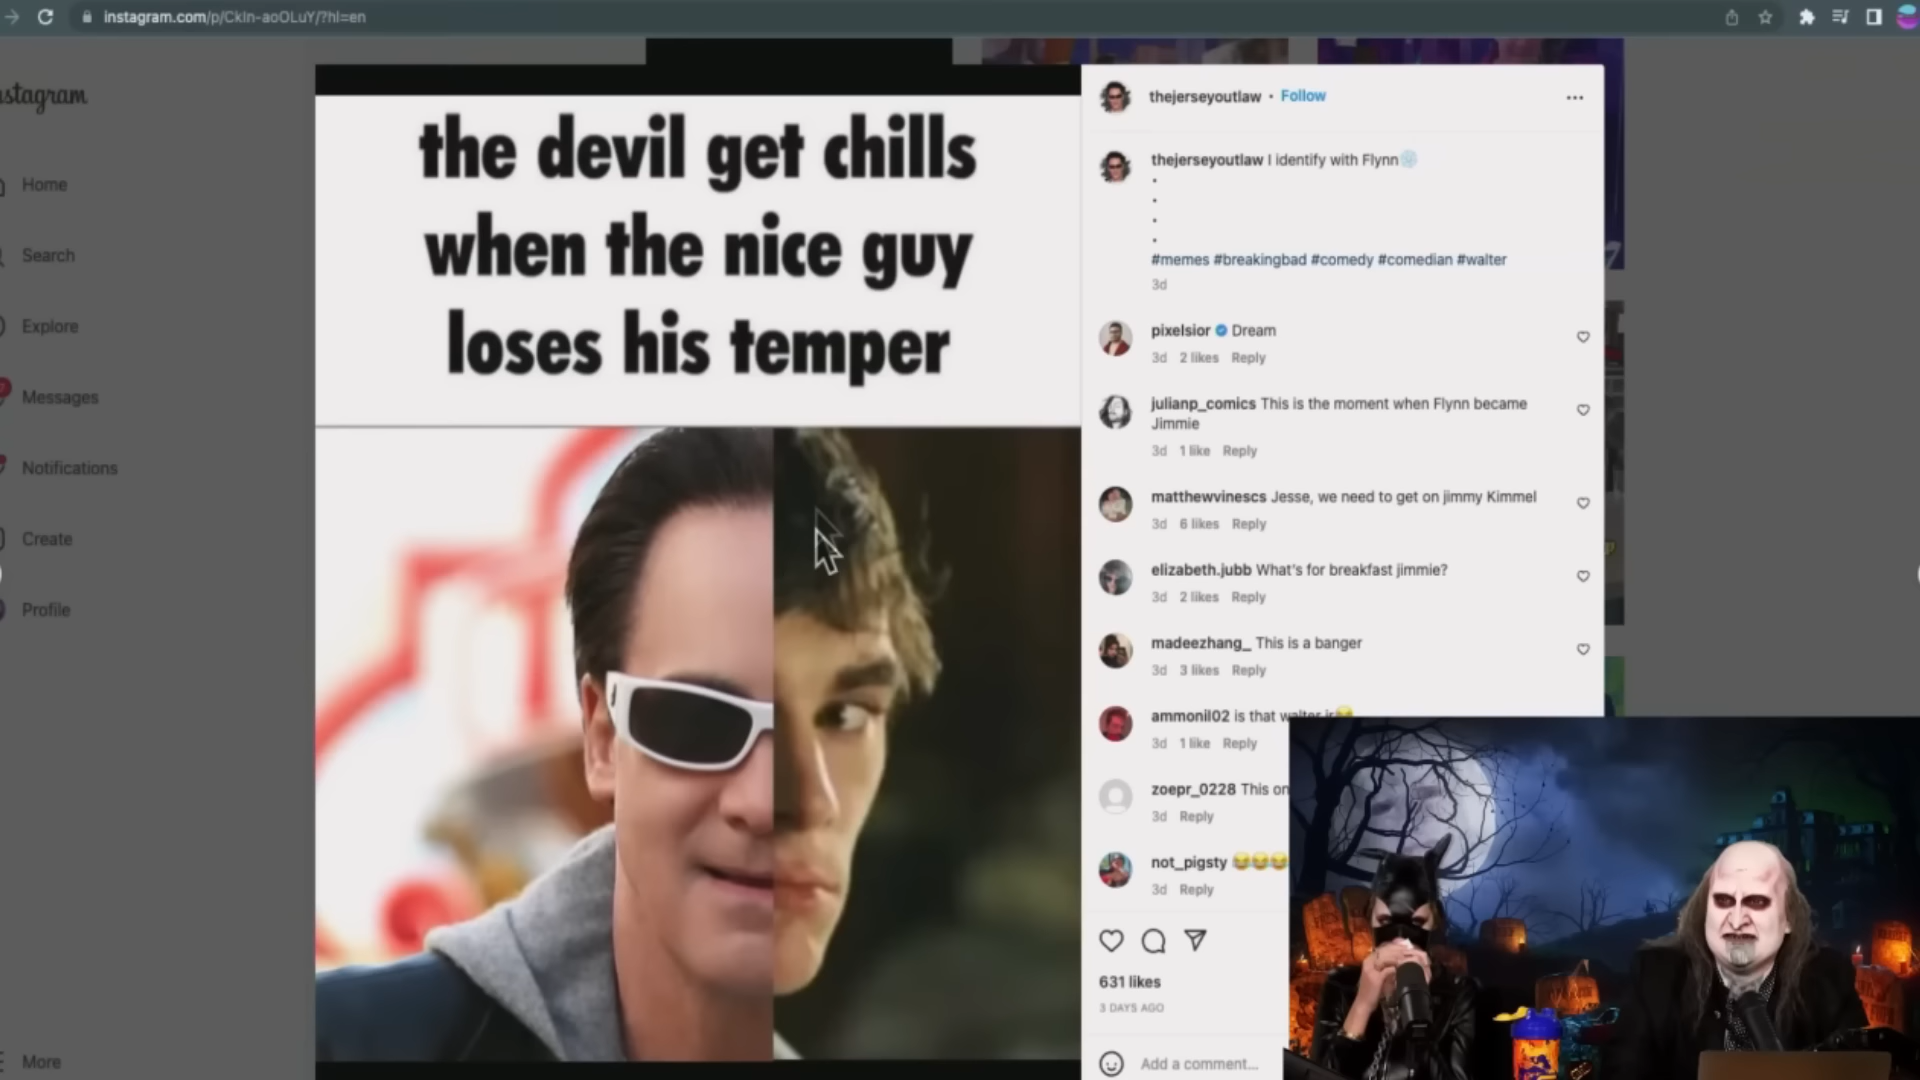 instagram.com/p/CkIn-aoOLuY/?hl=en
nstagram
Home
Search
Explore
Messages
Notifications
Create
Profile
More
the devil get chills
when the nice guy
loses his temper
thejerseyoutlaw • Follow
thejerseyoutlaw I identify with Flynn
.
.
.
.
#memes #breakingbad #comedy #comedian #walter
3d
pixelsior Dream
3d 2 likes Reply
julianp_comics This is the moment when Flynn became
Jimmie
3d 1 like Reply
matthewvinescs Jesse, we need to get on jimmy Kimmel
3d 6 likes Reply
elizabeth.jubb What's for breakfast jimmie?
3d 2 likes Reply
madeezhang_ This is a banger
3d 3 likes Reply
ammonil02 is that walter jr😂
3d 1 like Reply
zoepr_0228 This on
3d Reply
not_pigsty 😂😂😂
3d Reply
631 likes
3 DAYS AGO
Add a comment...